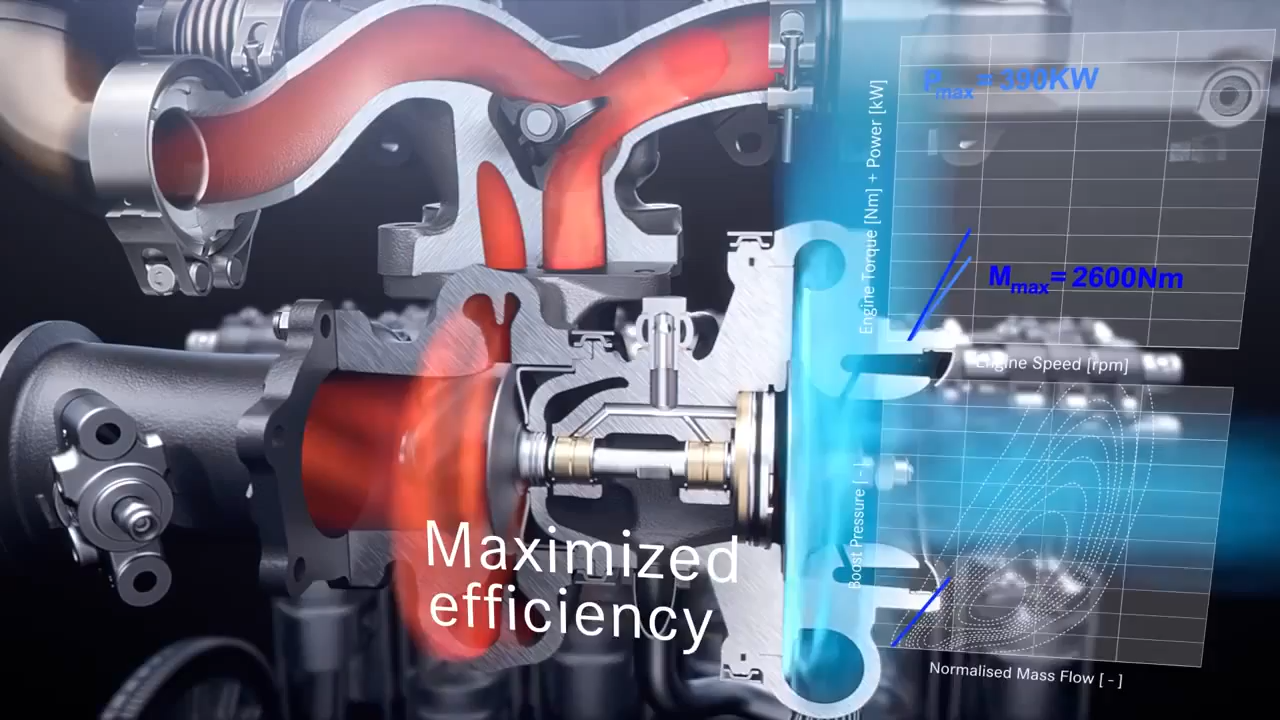 Pmax = 390KW
Engine Torque [Nm] + Power [kW]
Mmax = 2600Nm
Engine Speed [rpm]
Boost Pressure [ - ]
Maximized
efficiency
Normalised Mass Flow [ - ]